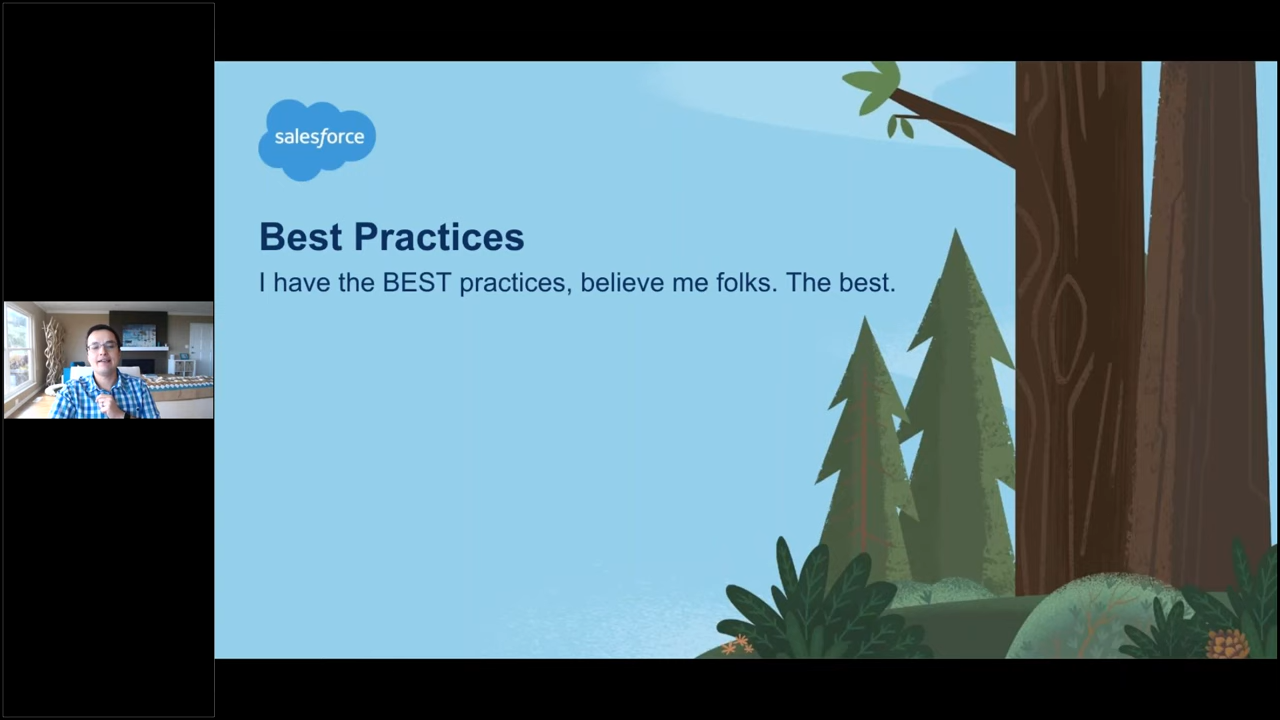 salesforce
Best Practices
I have the BEST practices, believe me folks. The best.